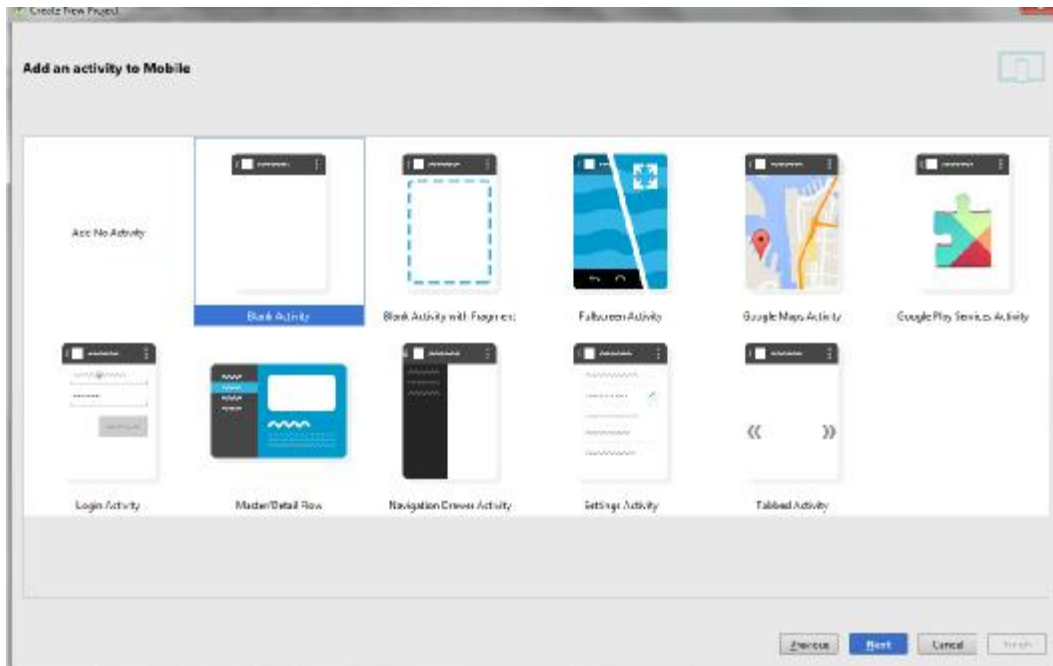 Create New Project
Add an activity to Mobile
Add No Activity
Blank Activity
Blank Activity with Fragment
Fullscreen Activity
Google Maps Activity
Google Play Services Activity
Login Activity
Master/Detail Flow
Navigation Drawer Activity
Settings Activity
Tabbed Activity
Previous
Next
Cancel
Finish